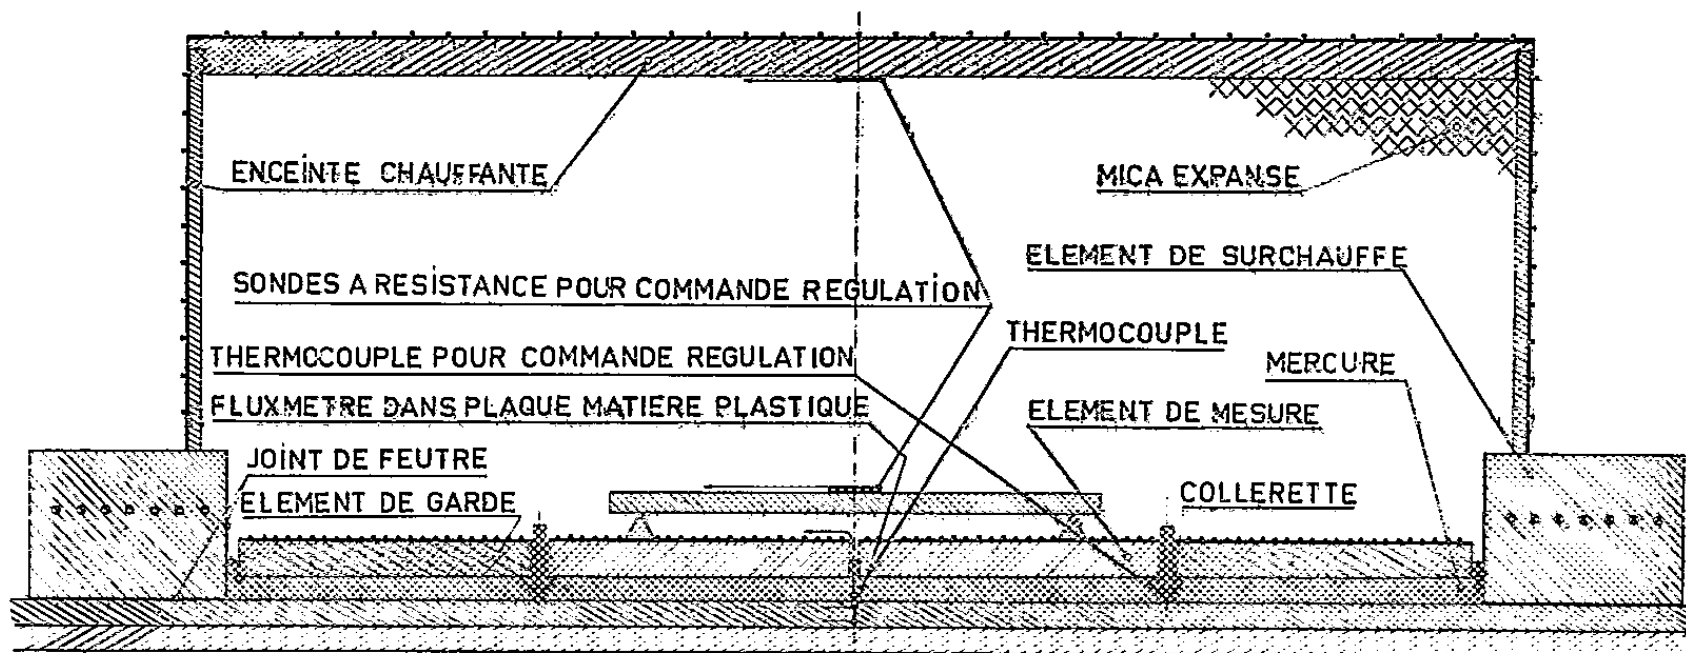 ENCEINTE CHAUFFANTE
MICA EXPANSE
ELEMENT DE SURCHAUFFE
SONDES A RESISTANCE POUR COMMANDE REGULATION
THERMOCOUPLE
THERMOCOUPLE POUR COMMANDE REGULATION
MERCURE
FLUXMETRE DANS PLAQUE MATIERE PLASTIQUE
ELEMENT DE MESURE
JOINT DE FEUTRE
ELEMENT DE GARDE
COLLERETTE